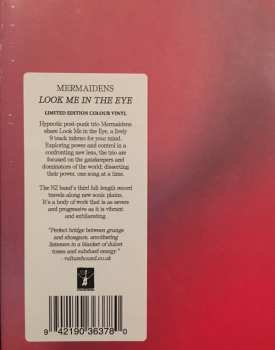 MERMAIDENS
LOOK ME IN THE EYE
LIMITED EDITION COLOUR VINYL
Hypnotic post-punk trio Mermaidens
share Look Me in the Eye, a lively
9 track inferno for your mind.
Exploring power and control in a
confronting new lens, the trio are
focused on the gatekeepers and
dominators of the world; dissecting
their power, one song at a time.
The NZ band's third full length record
travels along new sonic plains.
It's a body of work that is as severe
and progressive as it is vibrant
and exhilarating.
"Perfect bridge between grunge
and shoegaze, smothering
listeners in a blanket of dulcet
tones and subdued energy."
- vulturehound.co.uk
9 42190 36378 0